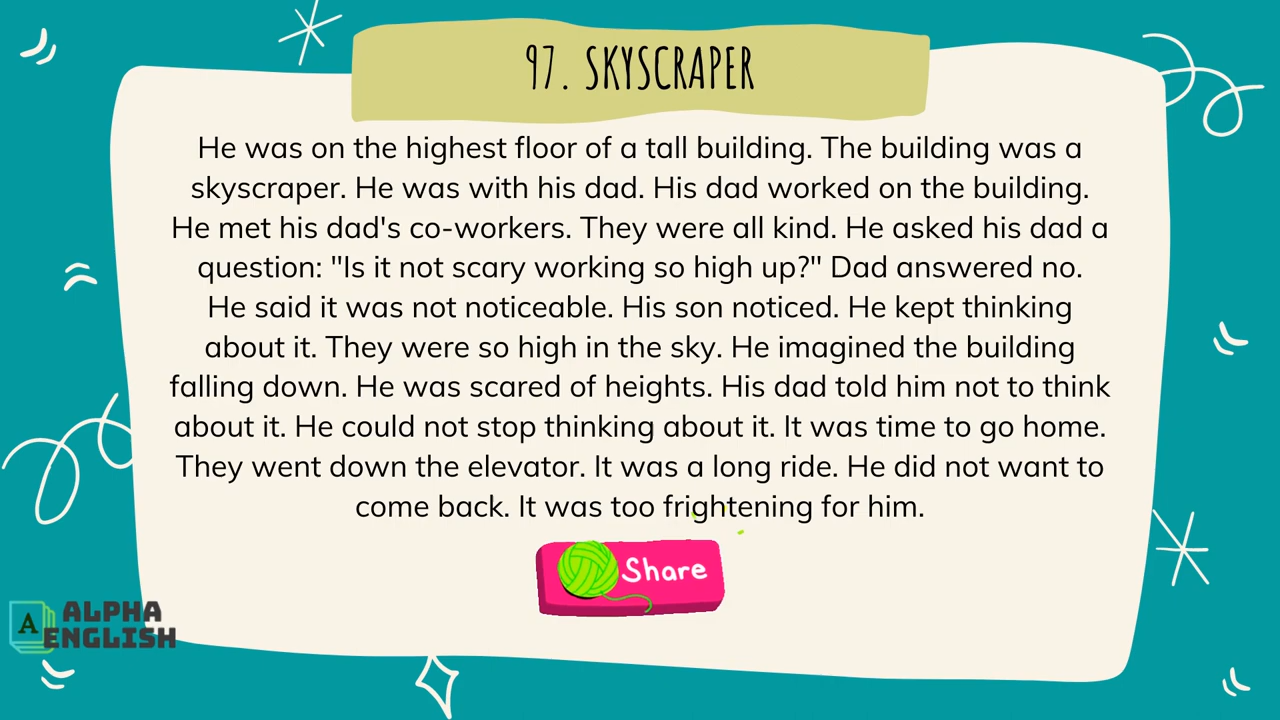 97. SKYSCRAPER
He was on the highest floor of a tall building. The building was a
skyscraper. He was with his dad. His dad worked on the building.
He met his dad's co-workers. They were all kind. He asked his dad a
question: "Is it not scary working so high up?" Dad answered no.
He said it was not noticeable. His son noticed. He kept thinking
about it. They were so high in the sky. He imagined the building
falling down. He was scared of heights. His dad told him not to think
about it. He could not stop thinking about it. It was time to go home.
They went down the elevator. It was a long ride. He did not want to
come back. It was too frightening for him.
Share
A
ALPHA
ENGLISH